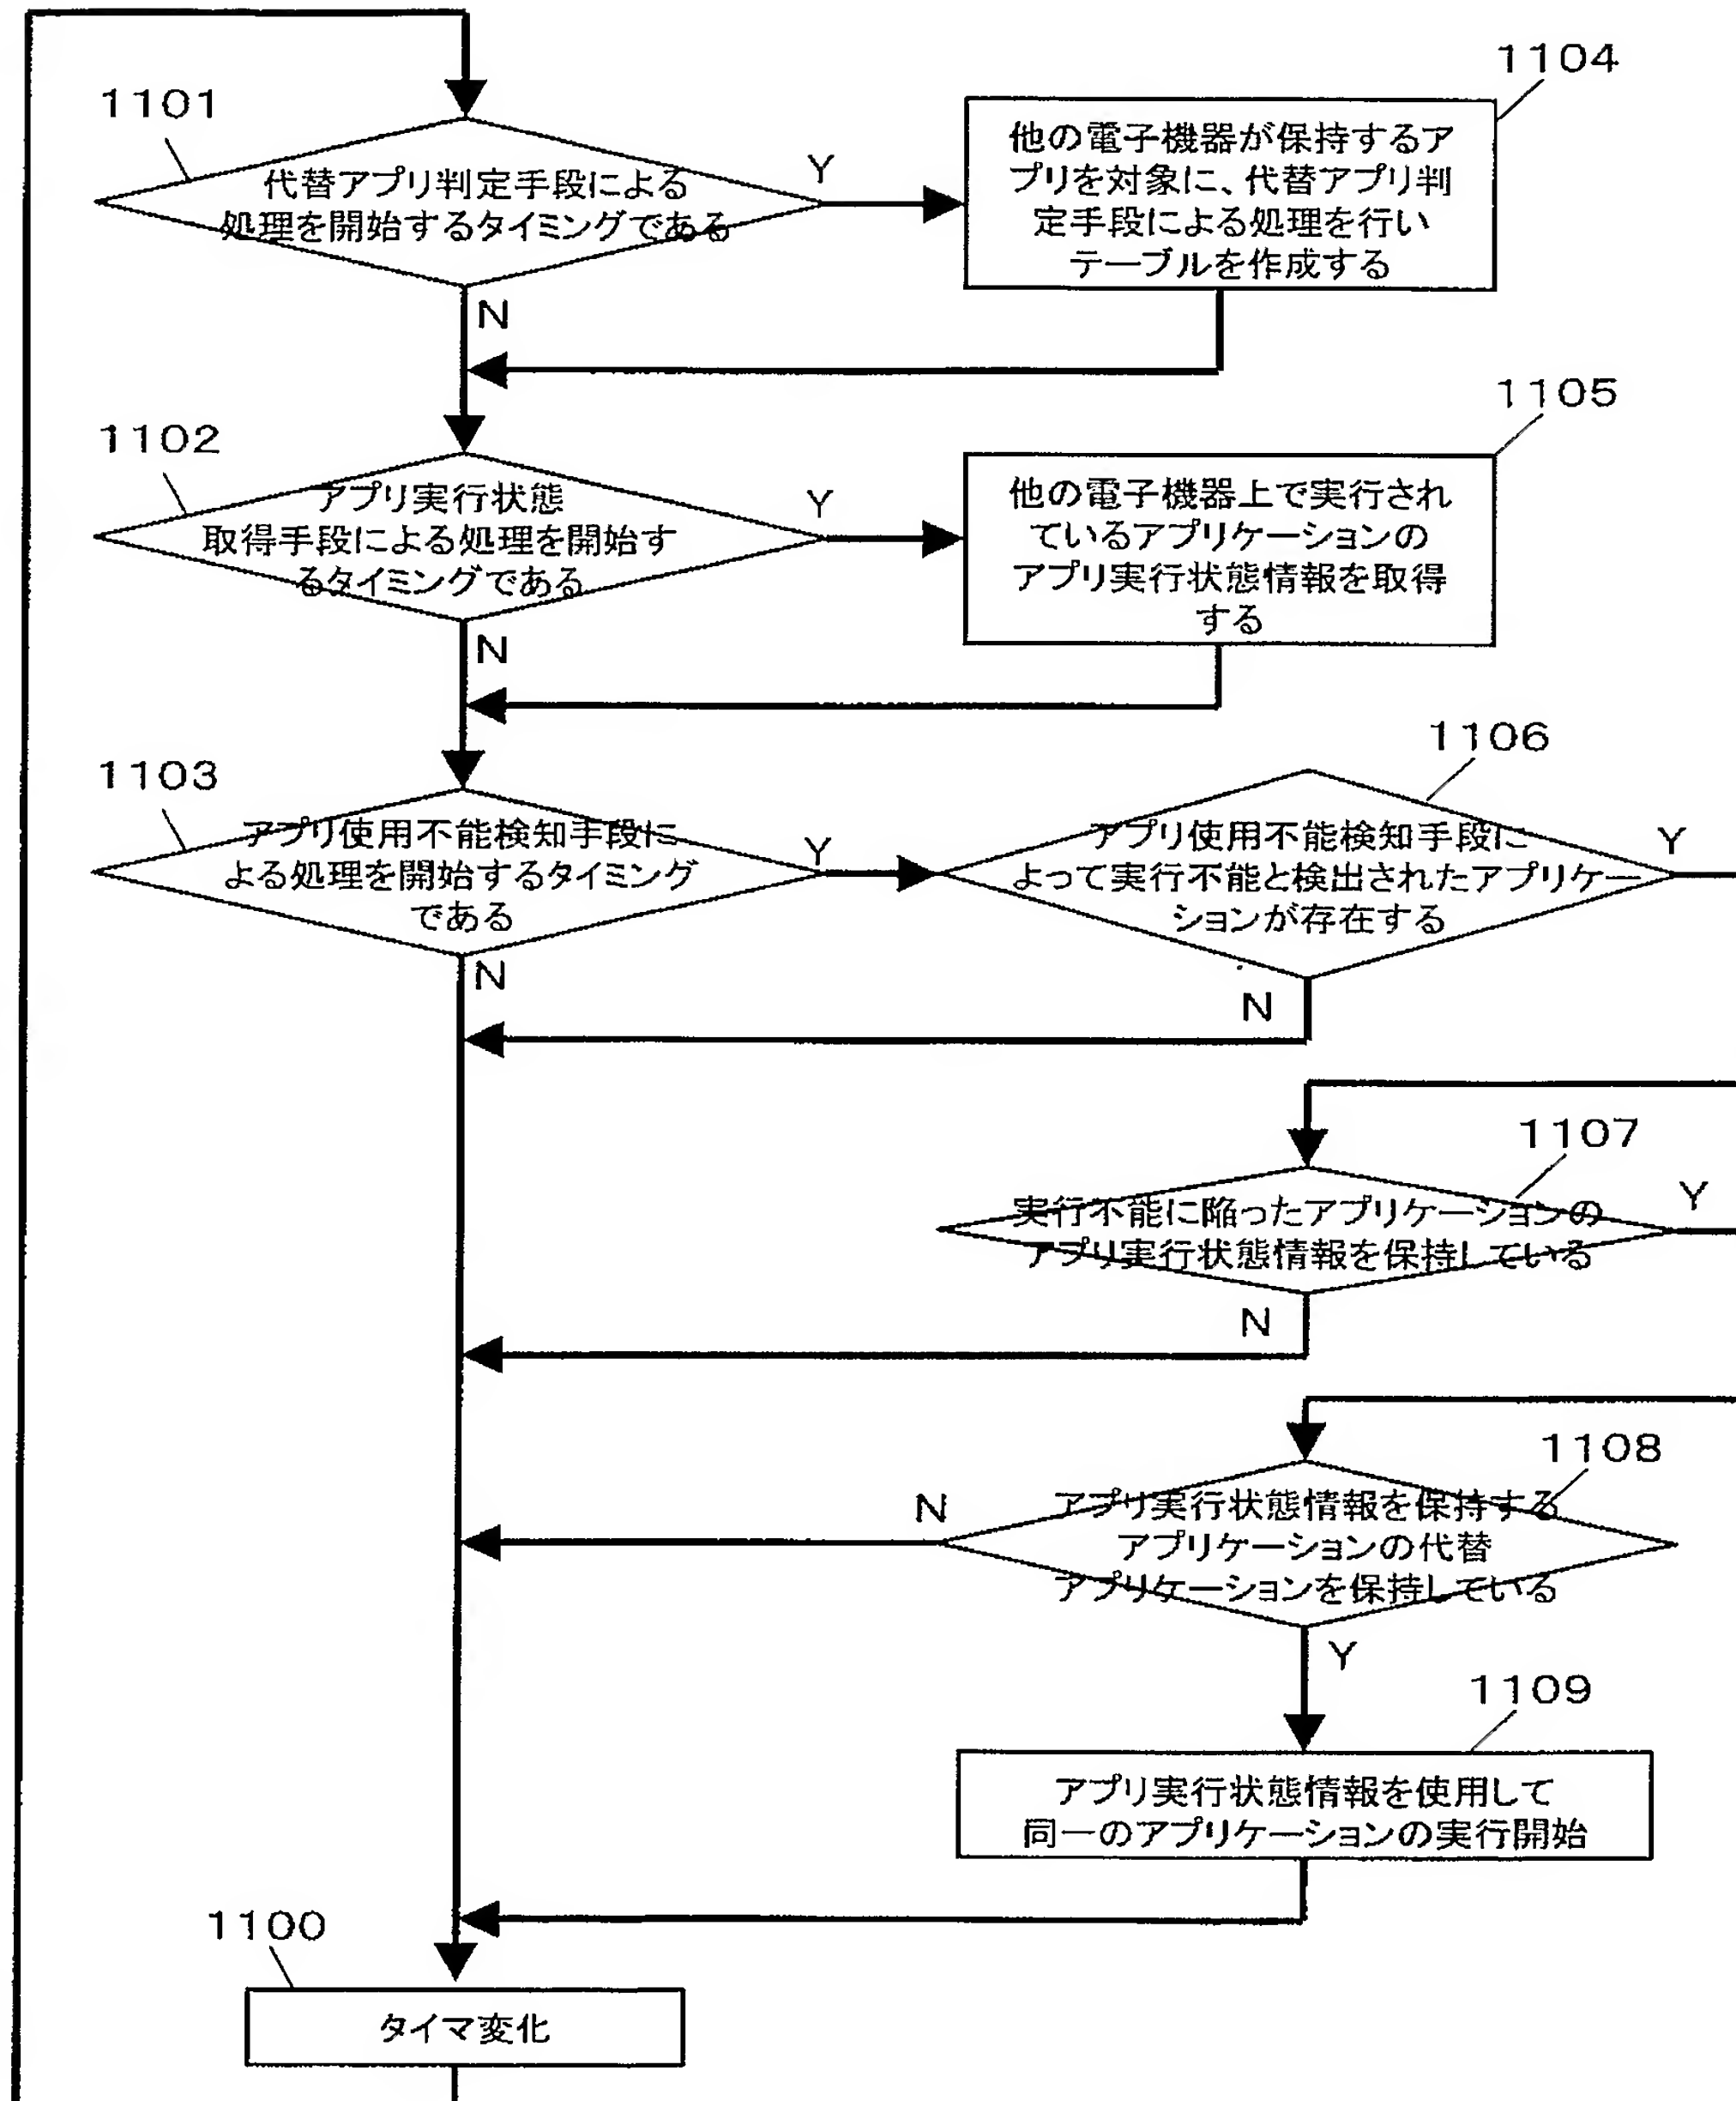 1101
代替アプリ判定手段による
処理を開始するタイミングである
Y
N
1104
他の電子機器が保持するア
プリを対象に、代替アプリ判
定手段による処理を行い
テーブルを作成する
1102
アプリ実行状態
取得手段による処理を開始す
るタイミングである
Y
N
1105
他の電子機器上で実行され
ているアプリケーションの
アプリ実行状態情報を取得
する
1103
アプリ使用不能検知手段に
よる処理を開始するタイミング
である
Y
N
1106
アプリ使用不能検知手段に
よって実行不能と検出されたアプリケー
ションが存在する
Y
N
1107
実行不能に陥ったアプリケーションの
アプリ実行状態情報を保持している
Y
N
1108
アプリ実行状態情報を保持する
アプリケーションの代替
アプリケーションを保持している
N
Y
1109
アプリ実行状態情報を使用して
同一のアプリケーションの実行開始
1100
タイマ変化